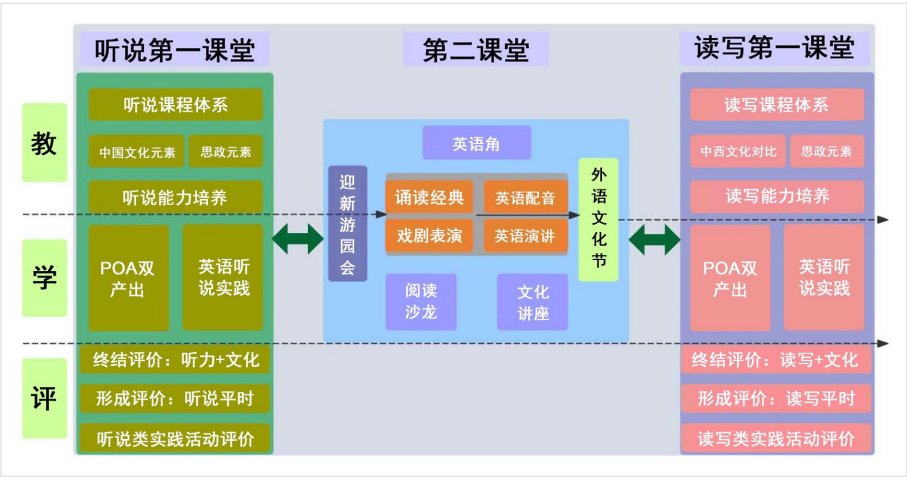 听说第一课堂
第二课堂
读写第一课堂
教
学
评
听说课程体系
中国文化元素
思政元素
听说能力培养
POA双
产出
英语听
说实践
终结评价：听力+文化
形成评价：听说平时
听说类实践活动评价
英语角
迎新游园会
诵读经典
英语配音
戏剧表演
英语演讲
外语文化节
阅读
沙龙
文化
讲座
读写课程体系
中西文化对比
思政元素
读写能力培养
POA双
产出
英语听
说实践
终结评价：读写+文化
形成评价：读写平时
读写类实践活动评价